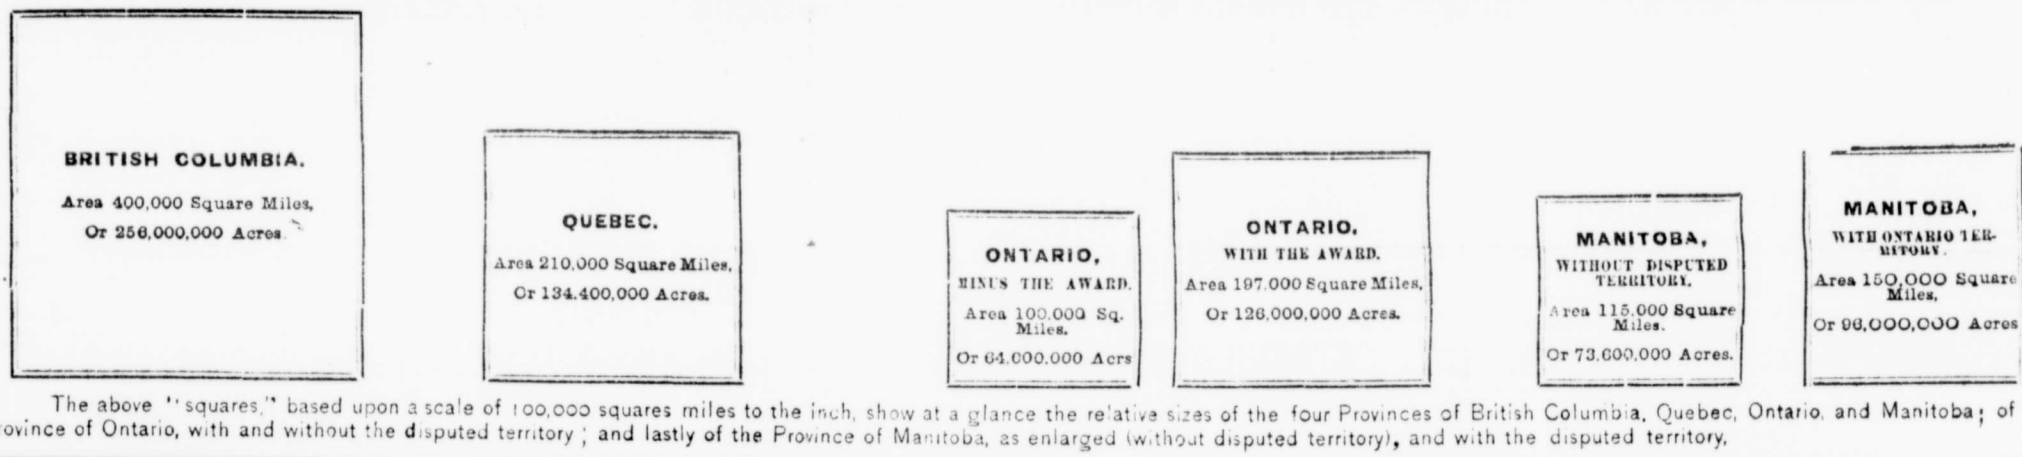 BRITISH COLUMBIA.
Area 400,000 Square Miles,
Or 256,000,000 Acres.
QUEBEC.
Area 210,000 Square Miles,
Or 134.400,000 Acres.
ONTARIO,
MINUS THE AWARD.
Area 100.000 Sq.
Miles.
Or 64.000.000 Acrs
ONTARIO,
WITH THE AWARD.
Area 197.000 Square Miles,
Or 126,000,000 Acres.
MANITOBA,
WITHOUT DISPUTED
TERRITORY.
Area 115.000 Square
Miles.
Or 73,600,000 Acres.
MANITOBA,
WITH ONTARIO TER-
RITORY.
Area 150,000 Square
Miles,
Or 96,000,000 Acres
The above "squares," based upon a scale of 100,000 squares miles to the inch, show at a glance the relative sizes of the four Provinces of British Columbia, Quebec, Ontario, and Manitoba; of
rovince of Ontario, with and without the disputed territory; and lastly of the Province of Manitoba, as enlarged (without disputed territory), and with the disputed territory,